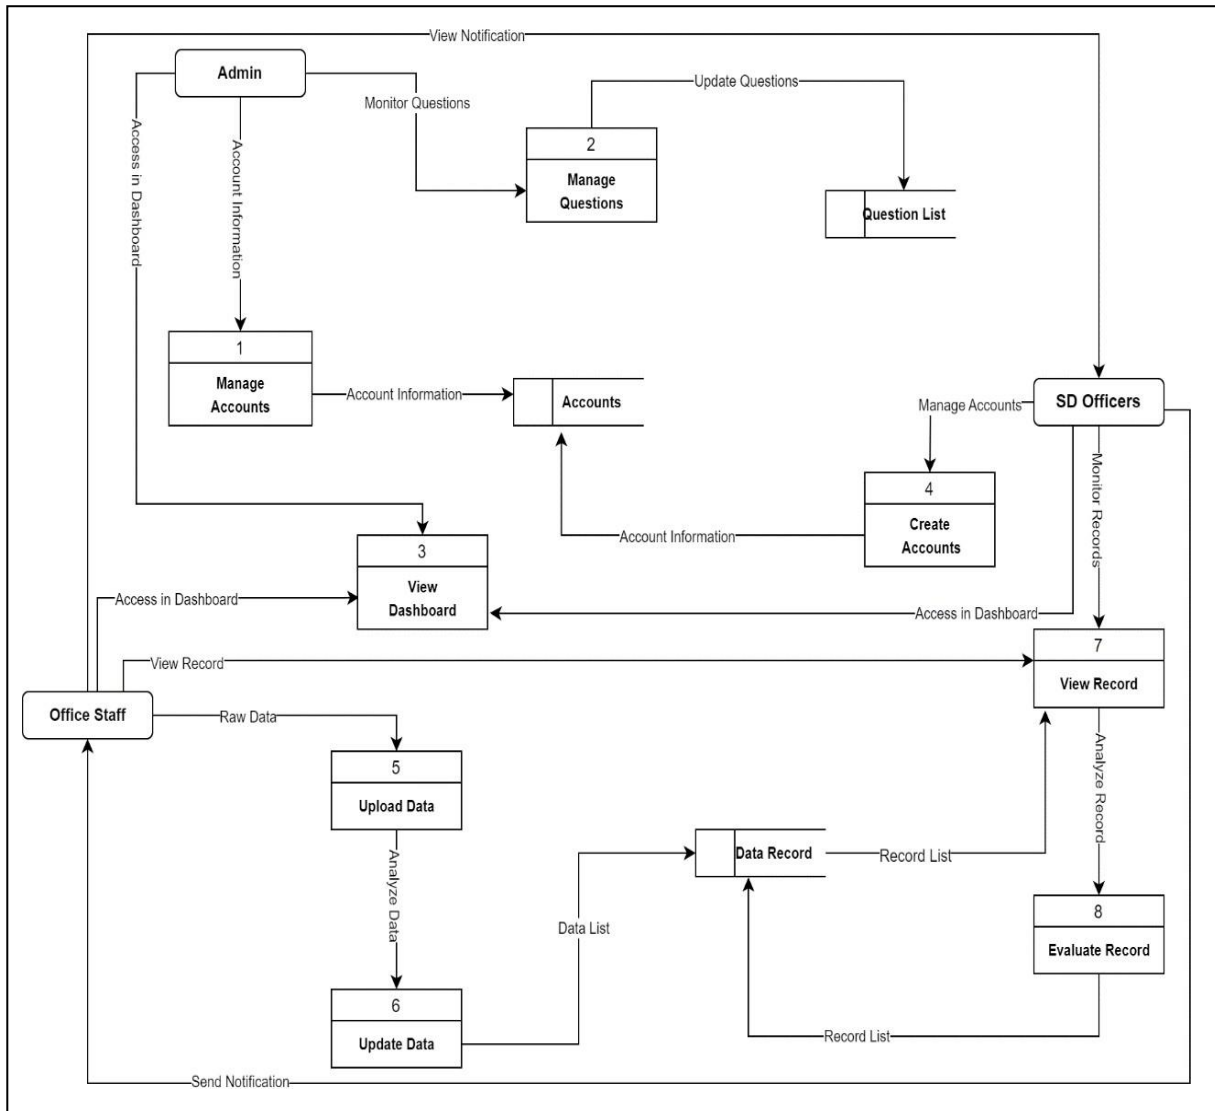 View Notification
Admin
Monitor Questions
Update Questions
Access in Dashboard
Account Information
2
Manage
Questions
Question List
1
Manage
Accounts
Account Information
Accounts
Manage Accounts
SD Officers
4
Create
Accounts
Account Information
Monitor Records
3
View
Dashboard
Access in Dashboard
Access in Dashboard
7
View Record
View Record
Office Staff
Raw Data
5
Upload Data
Analyze Record
Analyze Data
Data Record
Record List
8
Evaluate Record
Data List
6
Update Data
Record List
Send Notification